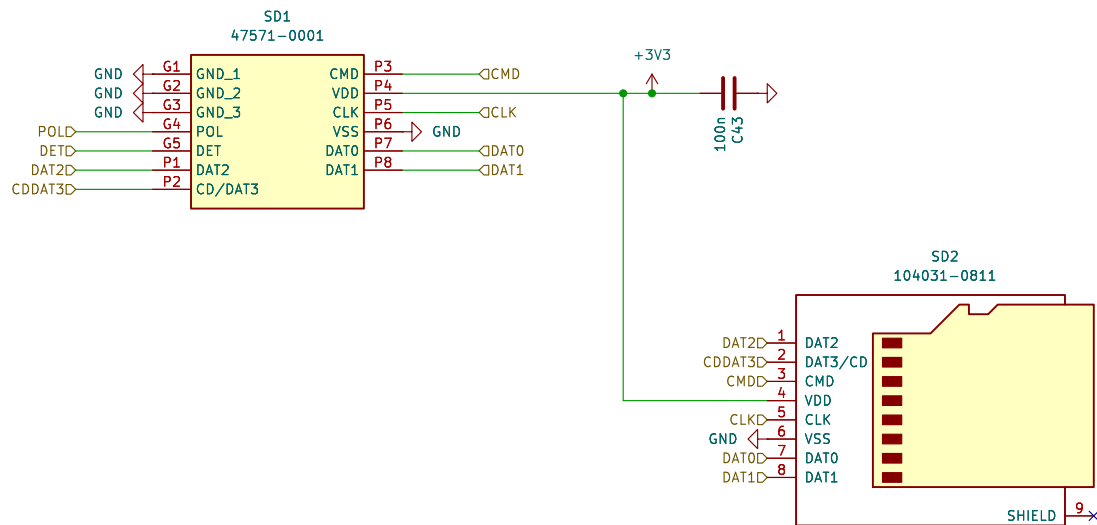 SD1
47571-0001
GND G1 GND_1 CMD P3 CMD
GND G2 GND_2 VDD P4
GND G3 GND_3 CLK P5 CLK
POL G4 POL VSS P6 GND
DET G5 DET DAT0 P7 DAT0
DAT2 P1 DAT2 DAT1 P8 DAT1
CDDAT3 P2 CD/DAT3
+3V3
100n
C43
SD2
104031-0811
DAT2 1 DAT2
CDDAT3 2 DAT3/CD
CMD 3 CMD
4 VDD
CLK 5 CLK
GND 6 VSS
DAT0 7 DAT0
DAT1 8 DAT1
SHIELD 9